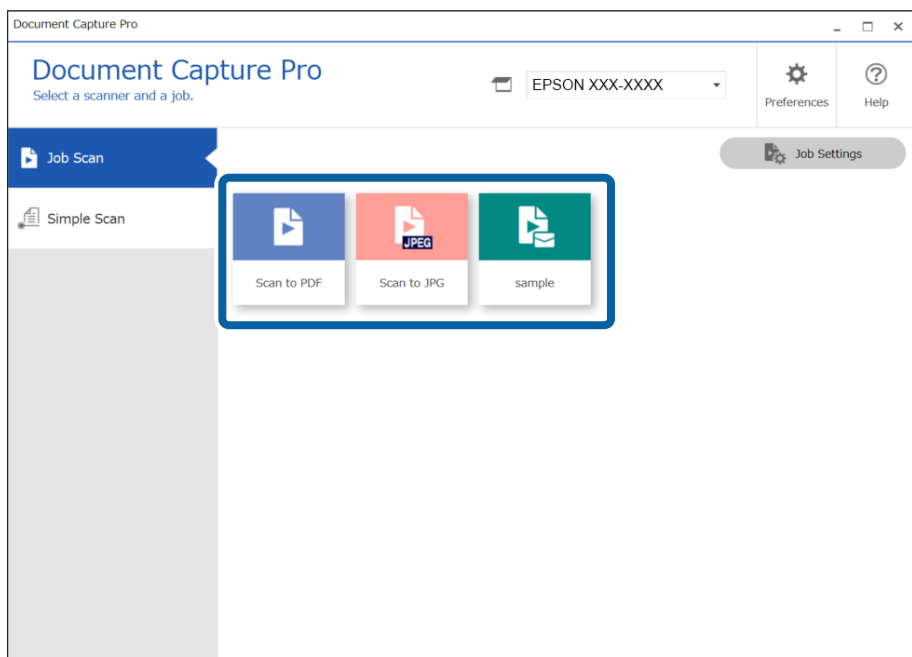 Document Capture Pro
Document Capture Pro
Select a scanner and a job.
EPSON XXX-XXXX
Preferences
Help
Job Scan
Job Settings
Simple Scan
JPEG
Scan to PDF
Scan to JPG
sample